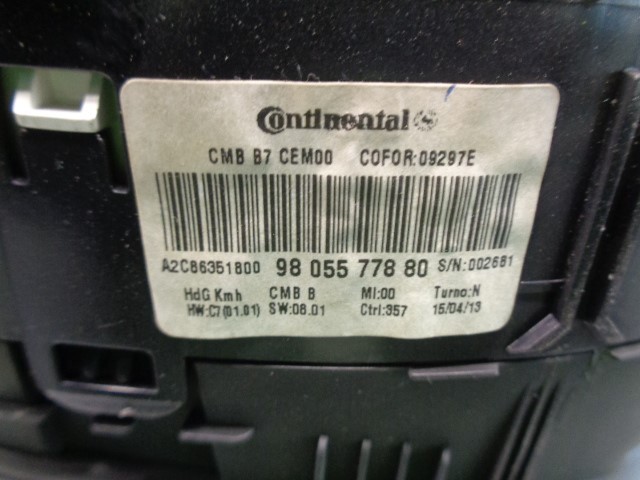 Continental
CMB B7 CEM00 COFOR:09297E
A2C86351800 98 055 778 80 S/N:002681
HdG Kmh CMB B MI:00 Turno:N
HW:C7(01.01) SW:08.01 Ctrl:357 15/04/13